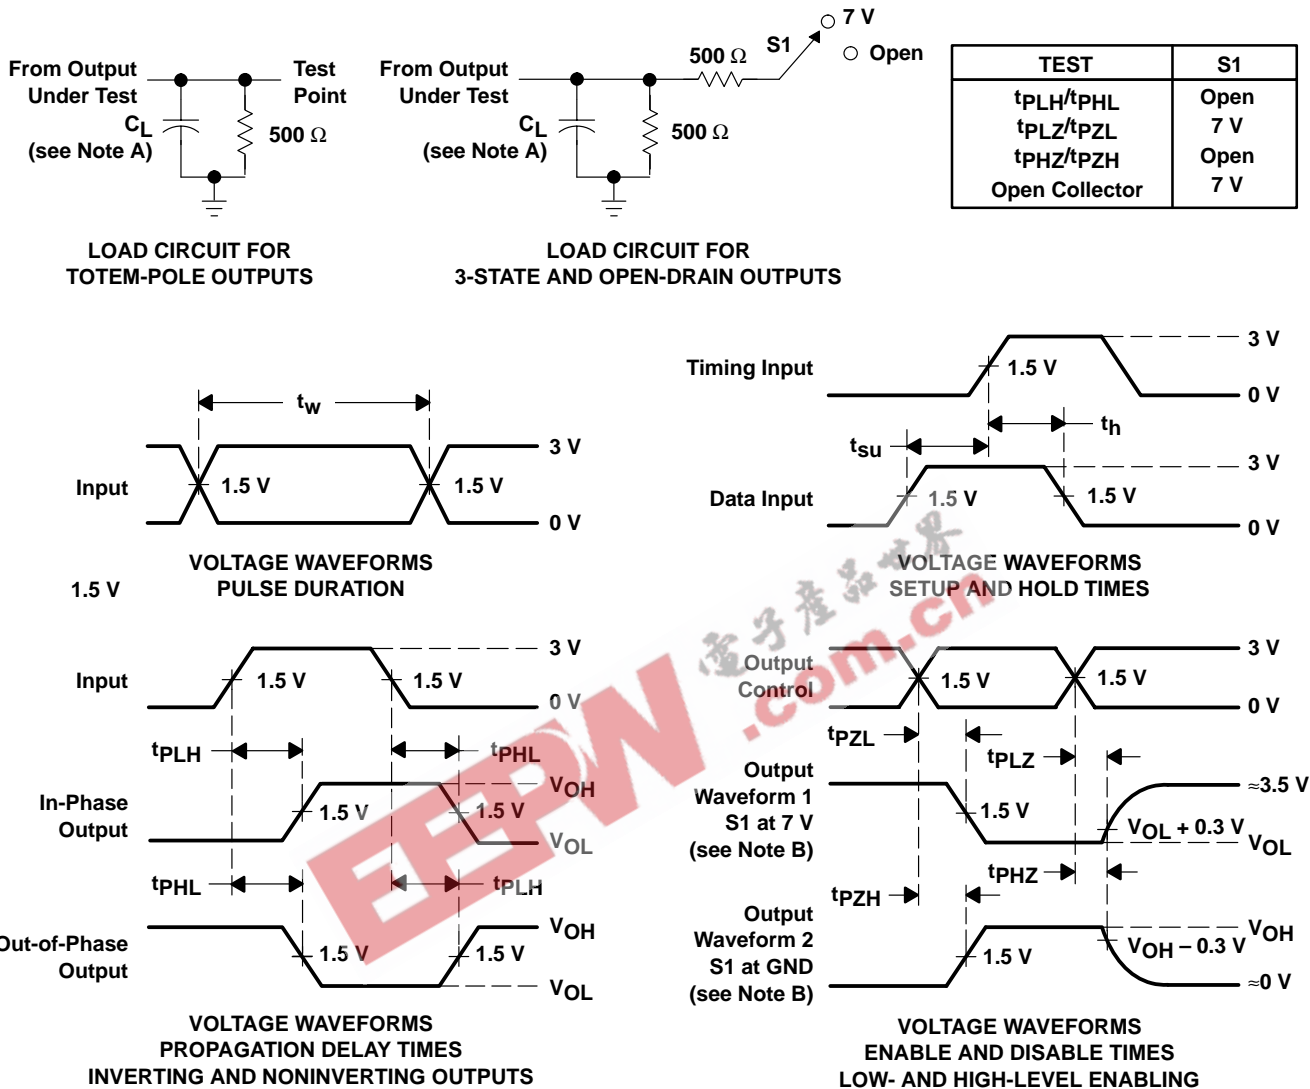 7 V
S1
Open
500 Ω
From Output
Under Test
Test
Point
CL
(see Note A)
500 Ω
From Output
Under Test
CL
(see Note A)
500 Ω
TEST S1
tPLH/tPHL Open
tPLZ/tPZL 7 V
tPHZ/tPZH Open
Open Collector 7 V
LOAD CIRCUIT FOR
TOTEM-POLE OUTPUTS
LOAD CIRCUIT FOR
3-STATE AND OPEN-DRAIN OUTPUTS
tw
Input
1.5 V
1.5 V
3 V
0 V
VOLTAGE WAVEFORMS
PULSE DURATION
1.5 V
Timing Input
1.5 V
3 V
0 V
th
tsu
Data Input
1.5 V
1.5 V
3 V
0 V
VOLTAGE WAVEFORMS
SETUP AND HOLD TIMES
Input
1.5 V
1.5 V
3 V
0 V
tPLH
tPHL
In-Phase
Output
1.5 V
1.5 V
VOH
VOL
tPHL
tPLH
Out-of-Phase
Output
1.5 V
1.5 V
VOH
VOL
VOLTAGE WAVEFORMS
PROPAGATION DELAY TIMES
INVERTING AND NONINVERTING OUTPUTS
Output
Control
1.5 V
1.5 V
3 V
0 V
tPZL
tPLZ
Output
Waveform 1
S1 at 7 V
(see Note B)
1.5 V
≈3.5 V
VOL + 0.3 V
VOL
tPZH
tPHZ
Output
Waveform 2
S1 at GND
(see Note B)
1.5 V
VOH
VOH − 0.3 V
≈0 V
VOLTAGE WAVEFORMS
ENABLE AND DISABLE TIMES
LOW- AND HIGH-LEVEL ENABLING
EEPW.com.cn
電子產品世界